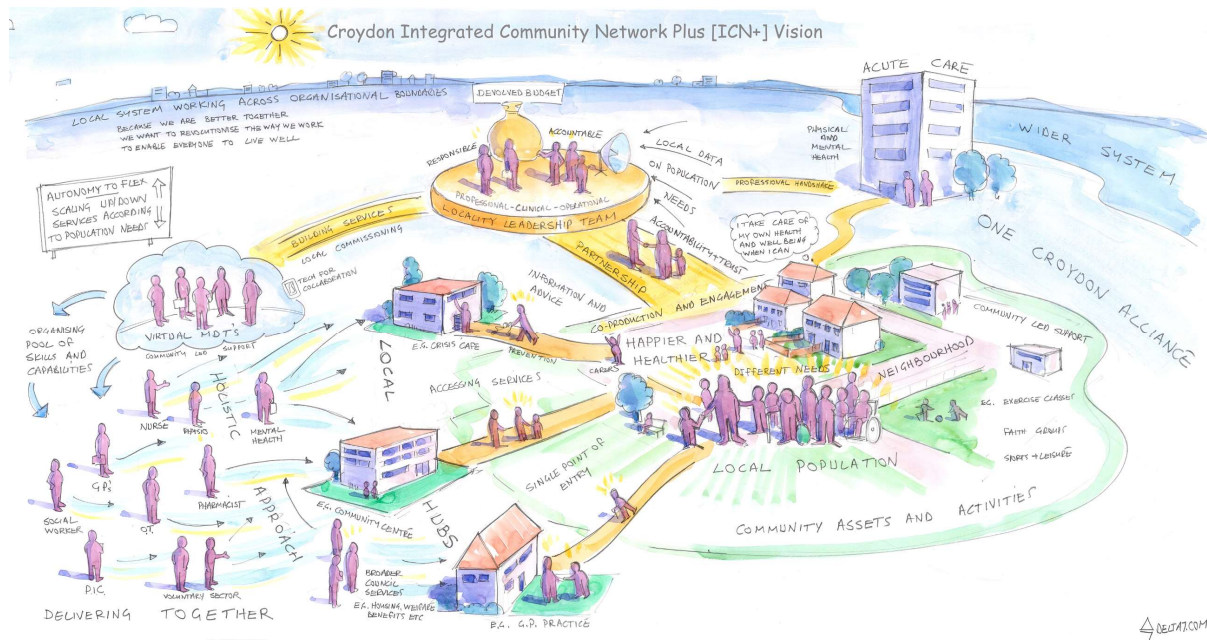 Croydon Integrated Community Network Plus [ICN+] Vision
LOCAL SYSTEM WORKING ACROSS ORGANISATIONAL BOUNDARIES
BECAUSE WE ARE BETTER TOGETHER
WE WANT TO REVOLUTIONISE THE WAY WE WORK
TO ENABLE EVERYONE TO LIVE WELL
DEVOLVED BUDGET
ACUTE CARE
PHYSICAL
AND
MENTAL
HEALTH
WIDER SYSTEM
RESPONSIBLE
ACCOUNTABLE
PROFESSIONAL-CLINICAL-OPERATIONAL
LOCALITY LEADERSHIP TEAM
LOCAL DATA
ON POPULATION
NEEDS
PROFESSIONAL HANDSHAKE
AUTONOMY TO FLEX
SCALING UP/DOWN
SERVICES ACCORDING
TO POPULATION NEEDS
BUILDING SERVICES
LOCAL COMMISSIONING
TECH FOR
COLLABORATION
PARTNERSHIP
ACCOUNTABILITY+TRUST
I TAKE CARE OF
MY OWN HEALTH
AND WELL BEING
WHEN I CAN
ONE CROYDON ALLIANCE
VIRTUAL MDT'S
COMMUNITY LED SUPPORT
ORGANISING
POOL OF
SKILLS AND
CAPABILITIES
INFORMATION AND
ADVICE
CO-PRODUCTION AND ENGAGEMENT
E.G. CRISIS CAFE
PREVENTION
CARERS
HAPPIER AND
HEALTHIER
DIFFERENT NEEDS
NEIGHBOURHOOD
COMMUNITY LED SUPPORT
EG. EXERCISE CLASSES
FAITH GROUPS
SPORTS + LEISURE
LOCAL
HUBS
HOLISTIC
APPROACH
NURSE
PHYSIO
MENTAL
HEALTH
G.P's
PHARMACIST
SOCIAL
WORKER
O.T.
P.I.C.
VOLUNTARY SECTOR
DELIVERING TOGETHER
ACCESSING SERVICES
E.G. COMMUNITY CENTRE
SINGLE POINT OF
ENTRY
LOCAL POPULATION
COMMUNITY ASSETS AND ACTIVITIES
BROADER
COUNCIL
SERVICES
E.G. HOUSING, WELFARE
BENEFITS ETC
E.G. G.P. PRACTICE
DELTA7.COM